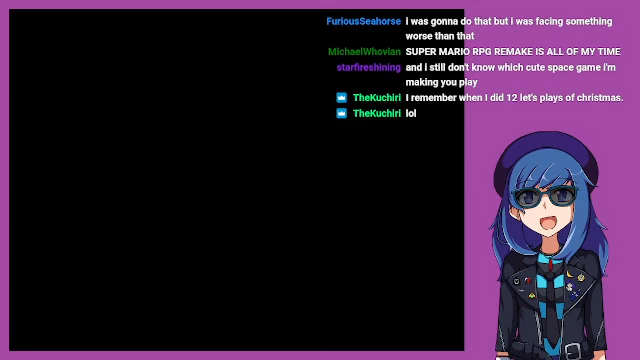 FuriousSeahorse i was gonna do that but i was facing something
worse than that
MichaelWhovian SUPER MARIO RPG REMAKE IS ALL OF MY TIME
starfireshining and i still don't know which cute space game i'm
making you play
TheKuchiri I remember when I did 12 let's plays of christmas.
TheKuchiri lol